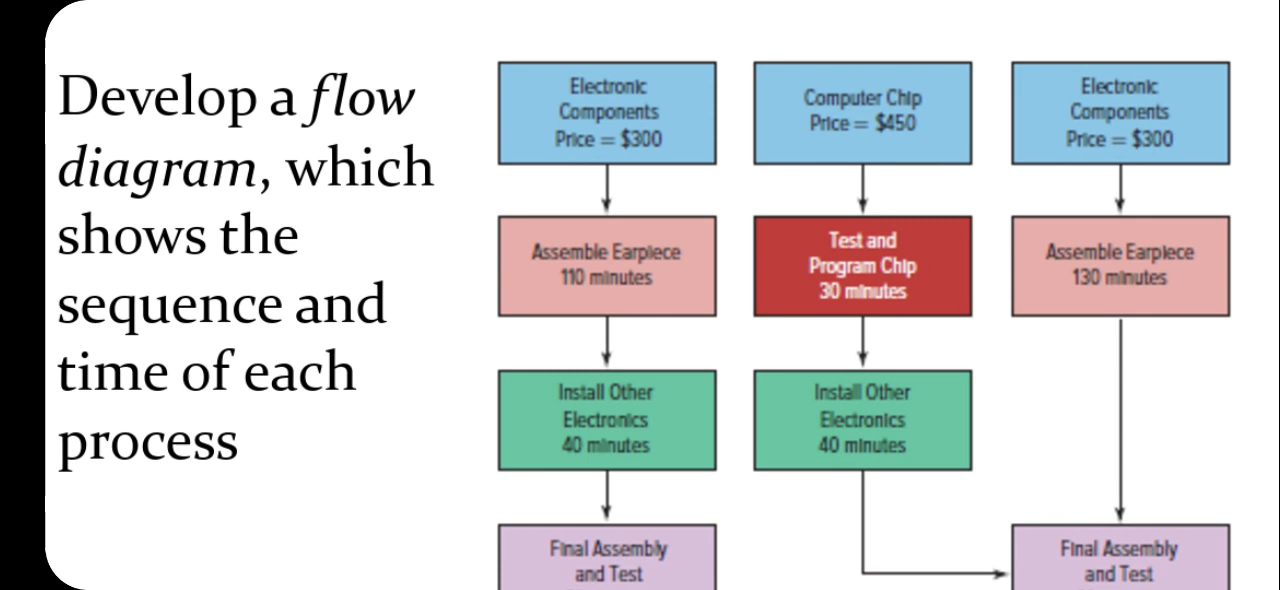 Develop a flow
diagram, which
shows the
sequence and
time of each
process
Electronic
Components
Price = $300
Computer Chip
Price = $450
Electronic
Components
Price = $300
Assemble Earpiece
110 minutes
Test and
Program Chip
30 minutes
Assemble Earpiece
130 minutes
Install Other
Electronics
40 minutes
Install Other
Electronics
40 minutes
Final Assembly
and Test
Final Assembly
and Test